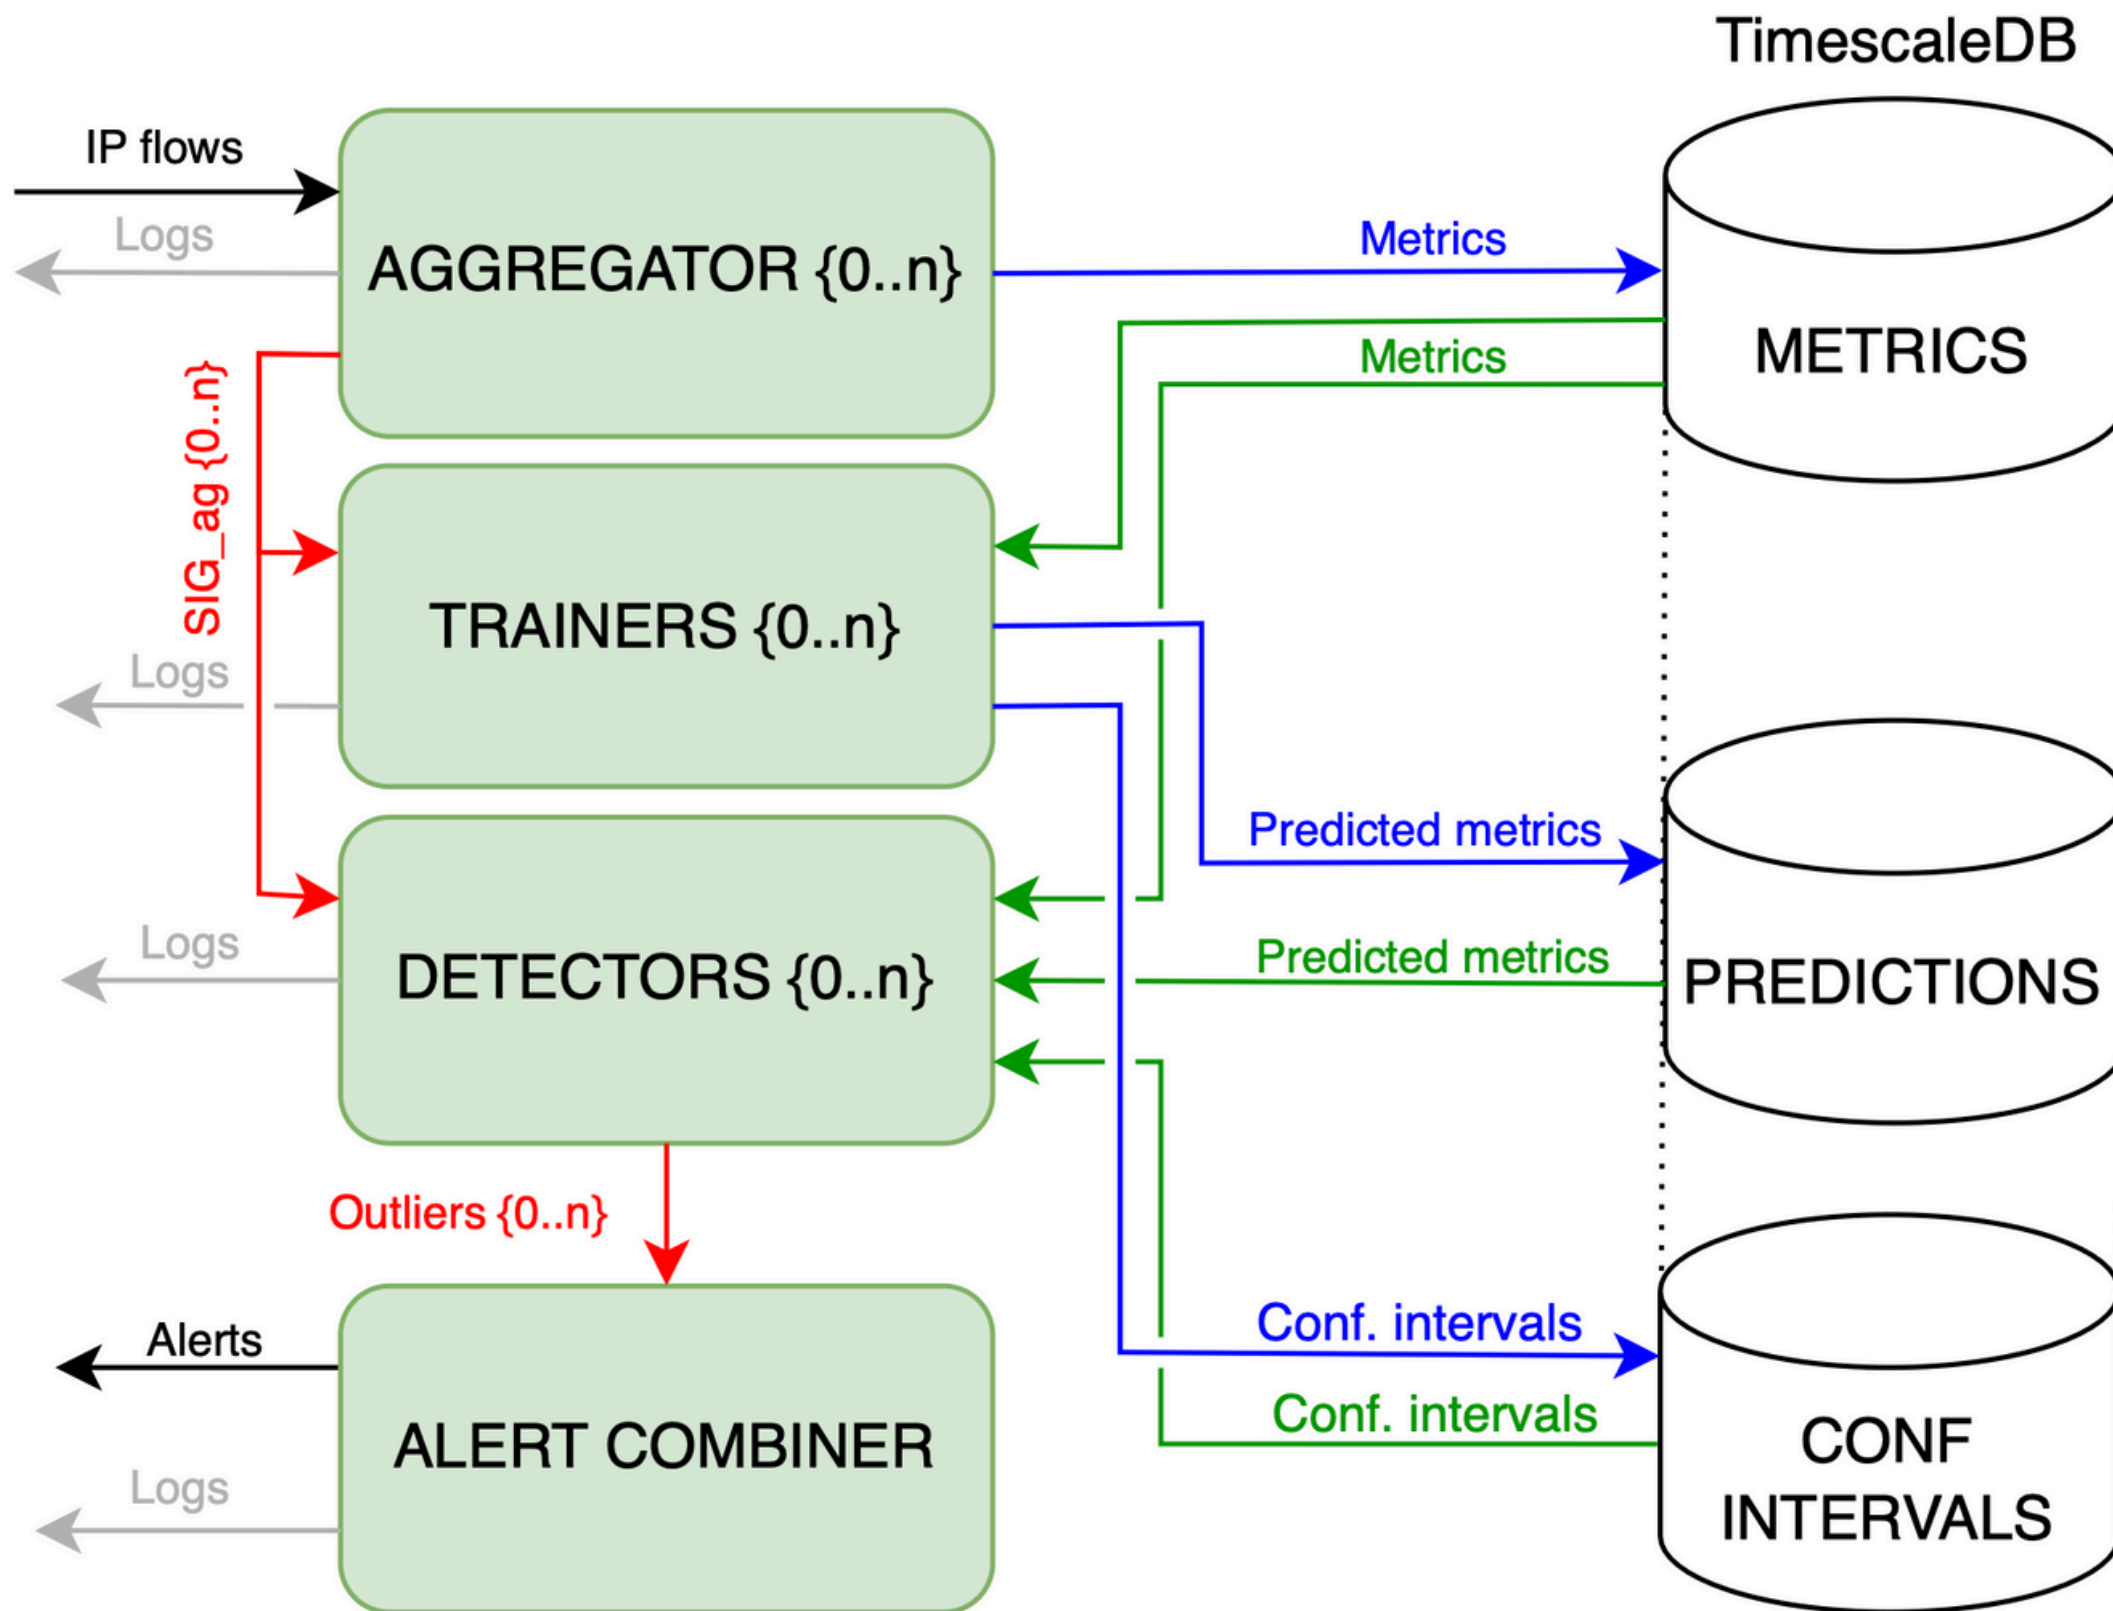 TimescaleDB
IP flows
Logs
AGGREGATOR {0..n}
Metrics
METRICS
Metrics
SIG_ag {0..n}
TRAINERS {0..n}
Logs
Predicted metrics
Logs
DETECTORS {0..n}
Predicted metrics
PREDICTIONS
Outliers {0..n}
Alerts
Conf. intervals
ALERT COMBINER
Conf. intervals
CONF
INTERVALS
Logs